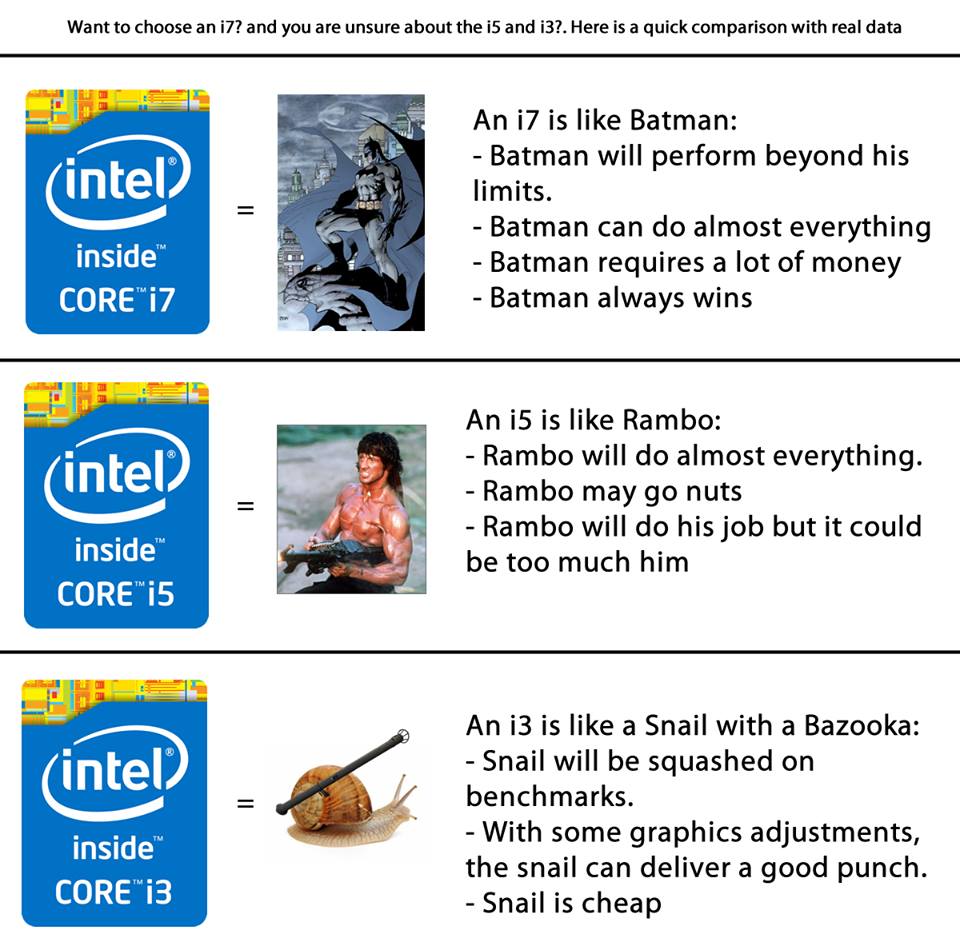 Want to choose an i7? and you are unsure about the i5 and i3?. Here is a quick comparison with real data
intel®
inside™
CORE™ i7
=
An i7 is like Batman:
- Batman will perform beyond his
limits.
- Batman can do almost everything
- Batman requires a lot of money
- Batman always wins
intel®
inside™
CORE™ i5
=
An i5 is like Rambo:
- Rambo will do almost everything.
- Rambo may go nuts
- Rambo will do his job but it could
be too much him
intel®
inside™
CORE™ i3
=
An i3 is like a Snail with a Bazooka:
- Snail will be squashed on
benchmarks.
- With some graphics adjustments,
the snail can deliver a good punch.
- Snail is cheap